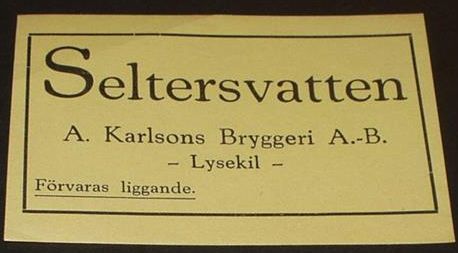 Seltersvatten
A. Karlsons Bryggeri A.-B.
– Lysekil –
Förvaras liggande.